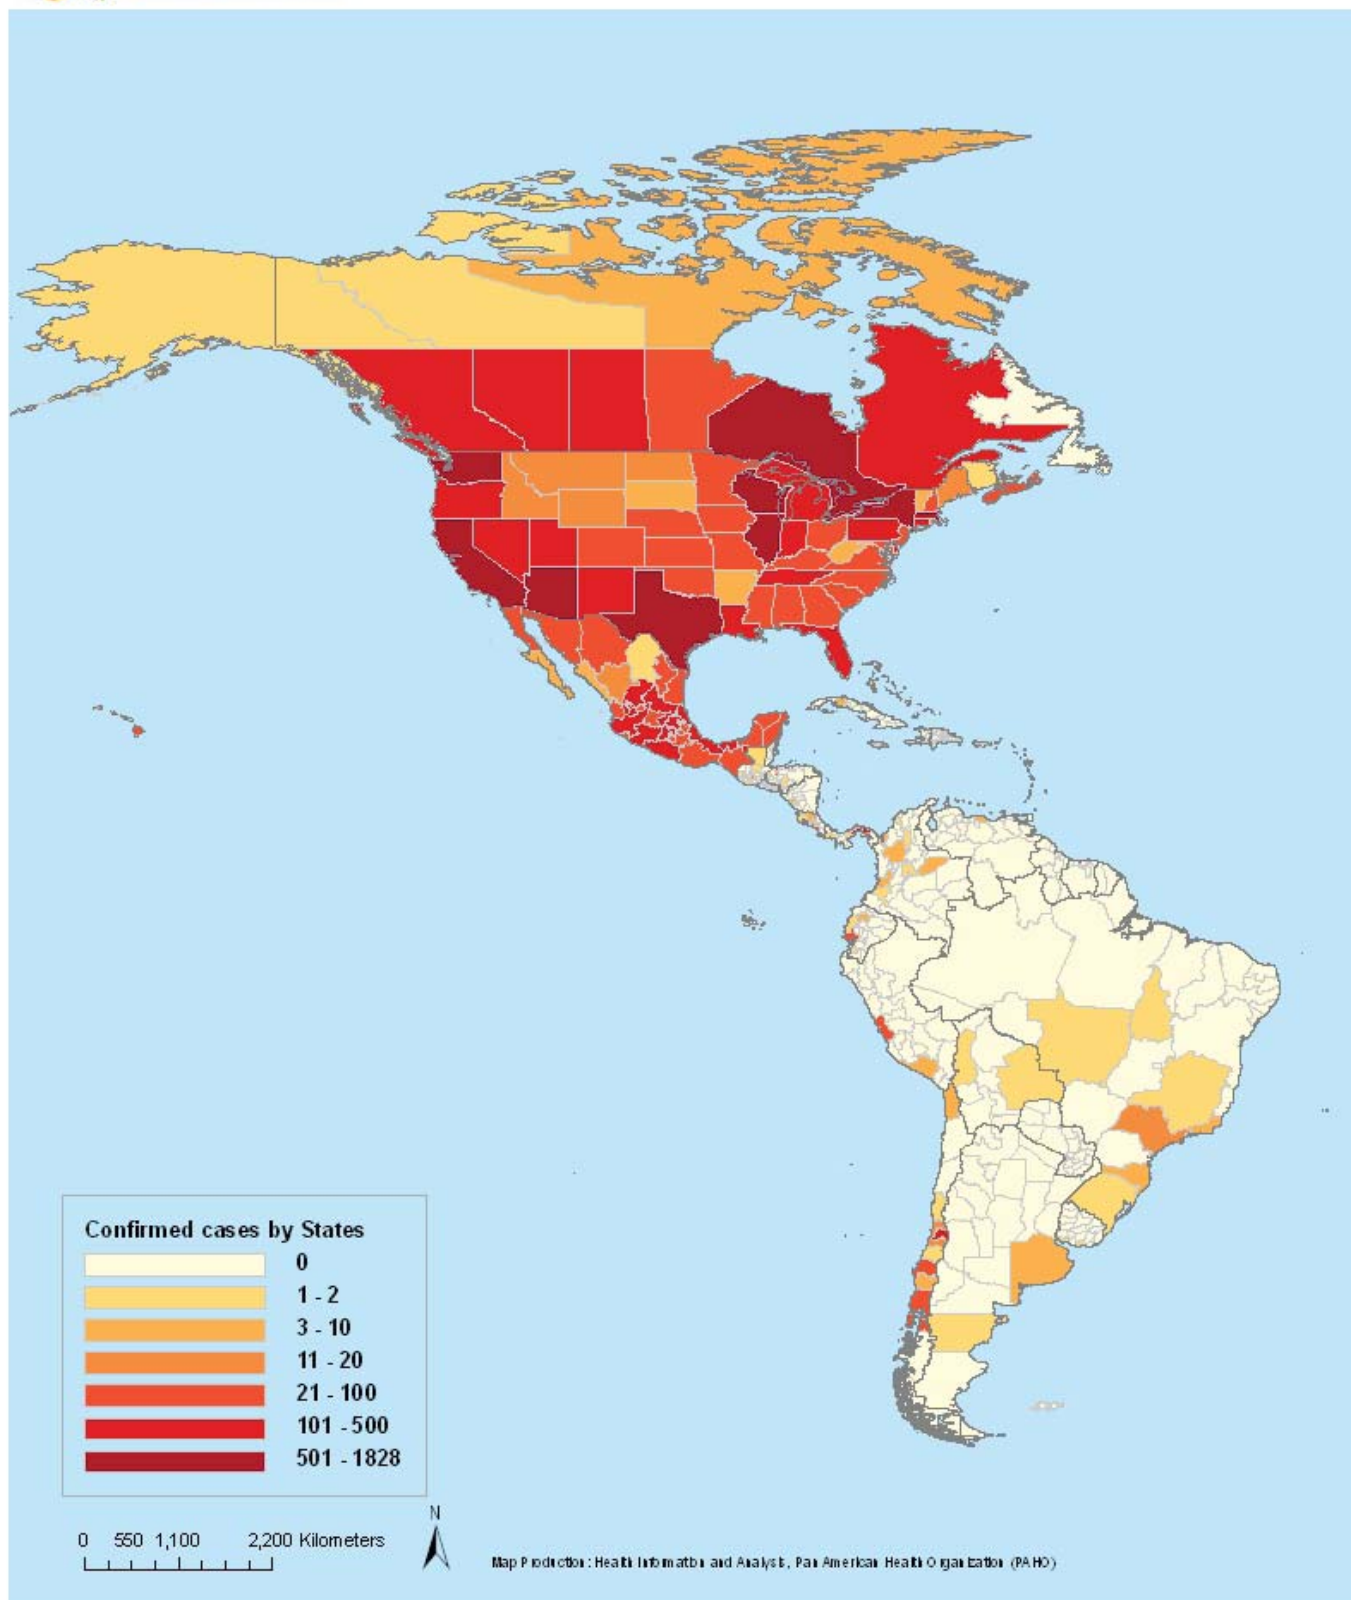 Confirmed cases by States
0
1 - 2
3 - 10
11 - 20
21 - 100
101 - 500
501 - 1828
N
0 550 1,100 2,200 Kilometers
Map Production: Health Information and Analysis, Pan American Health Organization (PAHO)